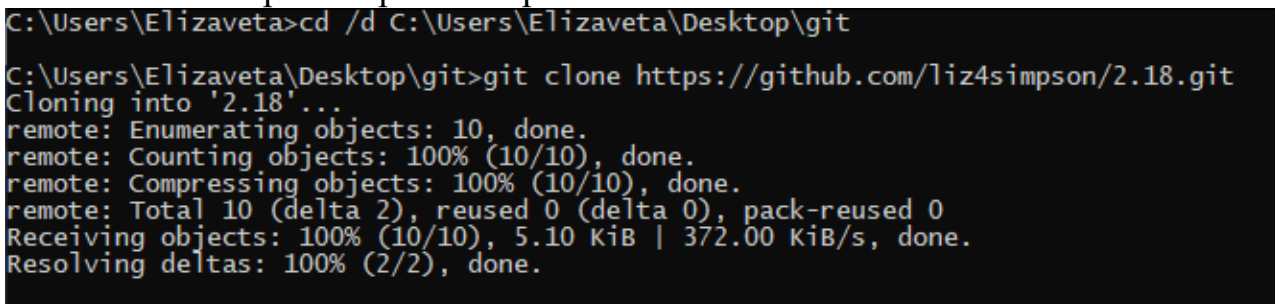 C:\Users\Elizaveta>cd /d C:\Users\Elizaveta\Desktop\git
C:\Users\Elizaveta\Desktop\git>git clone https://github.com/liz4simpson/2.18.git
Cloning into '2.18'...
remote: Enumerating objects: 10, done.
remote: Counting objects: 100% (10/10), done.
remote: Compressing objects: 100% (10/10), done.
remote: Total 10 (delta 2), reused 0 (delta 0), pack-reused 0
Receiving objects: 100% (10/10), 5.10 KiB | 372.00 KiB/s, done.
Resolving deltas: 100% (2/2), done.